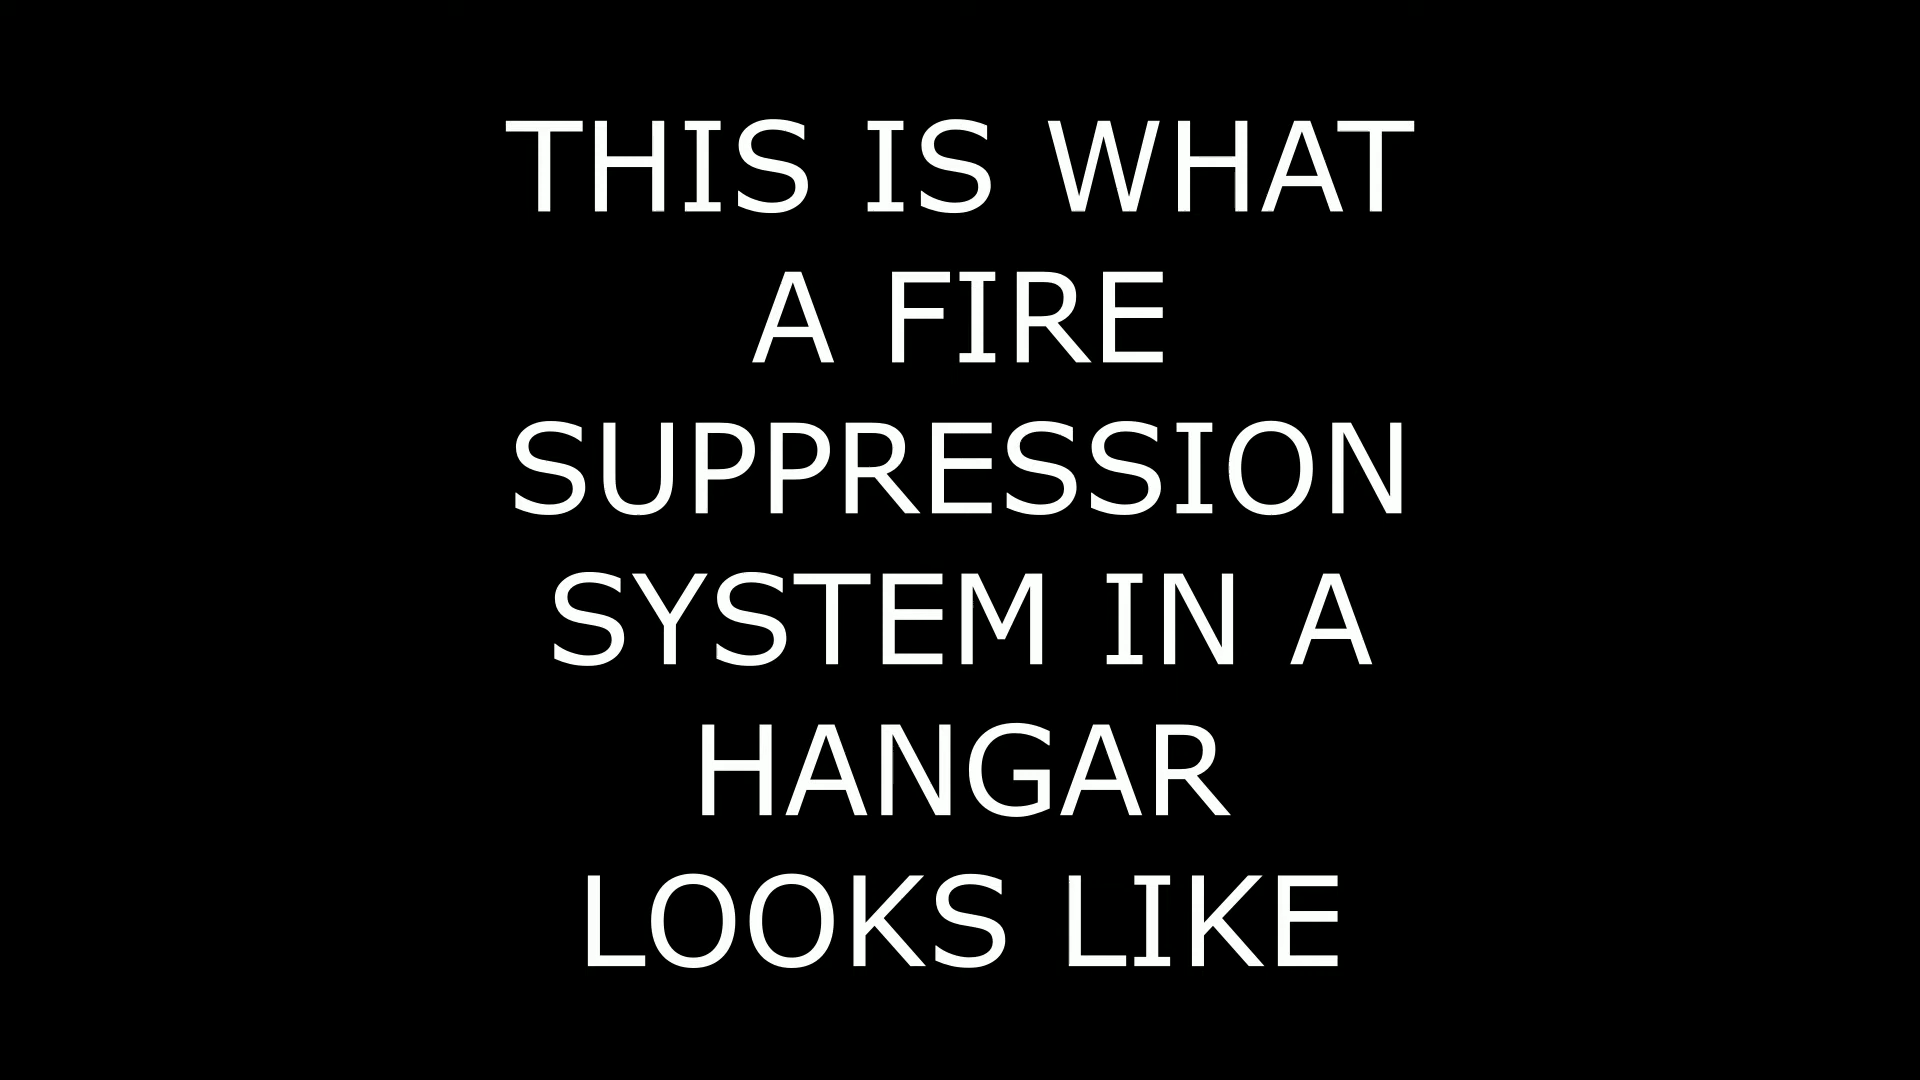 THIS IS WHAT
A FIRE
SUPPRESSION
SYSTEM IN A
HANGAR
LOOKS LIKE